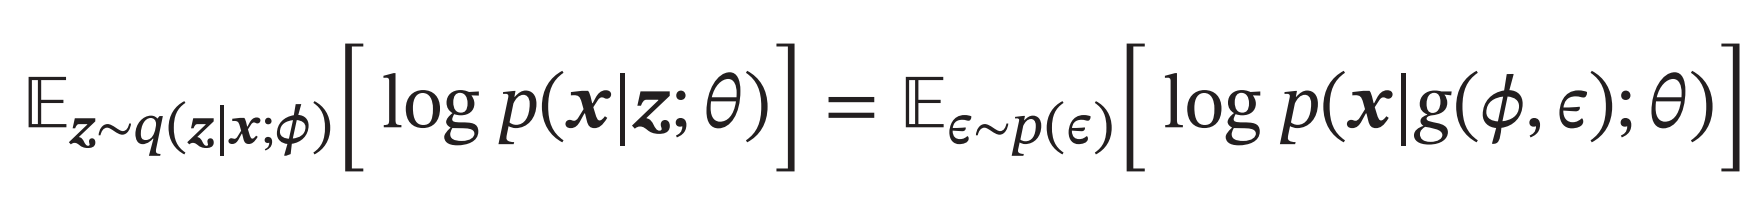 𝔼_{z∼q(z|x;ϕ)}[log p(x|z; θ)] = 𝔼_{ϵ∼p(ϵ)}[log p(x|g(ϕ, ϵ); θ)]